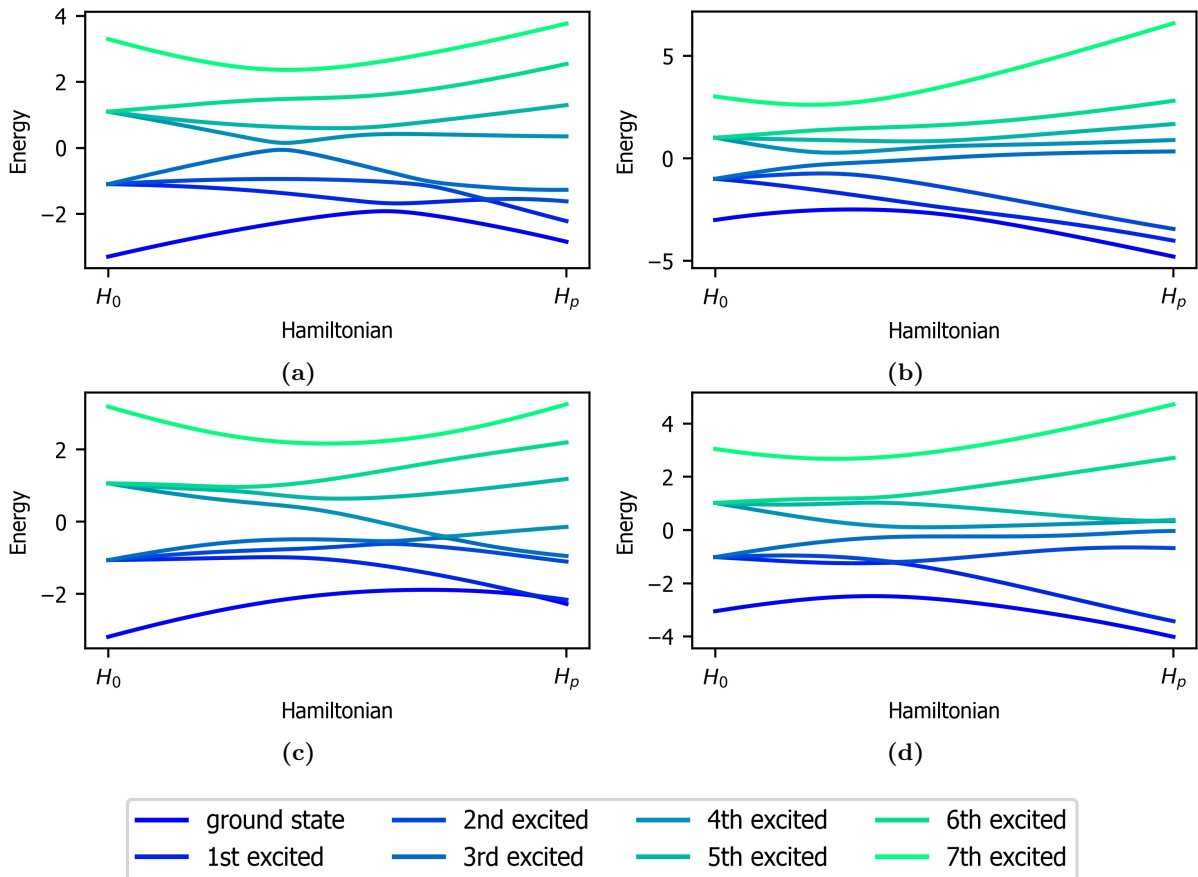 4
2
0
−2
Energy
H₀
Hₚ
Hamiltonian
(a)
5
0
−5
Energy
H₀
Hₚ
Hamiltonian
(b)
2
0
−2
Energy
H₀
Hₚ
Hamiltonian
(c)
4
2
0
−2
−4
Energy
H₀
Hₚ
Hamiltonian
(d)
ground state 2nd excited 4th excited 6th excited
1st excited 3rd excited 5th excited 7th excited